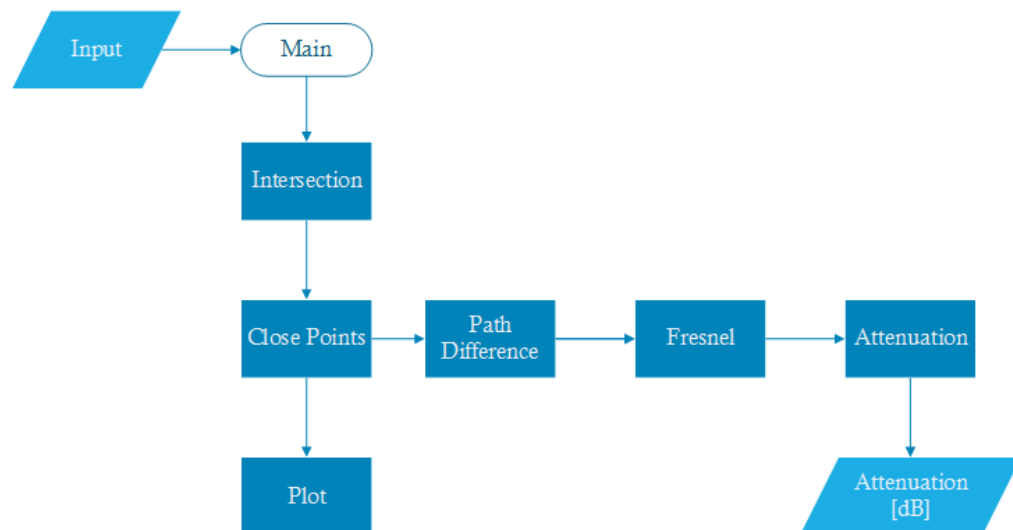 Input
Main
Intersection
Close Points
Path
Difference
Fresnel
Attenuation
Plot
Attenuation
[dB]